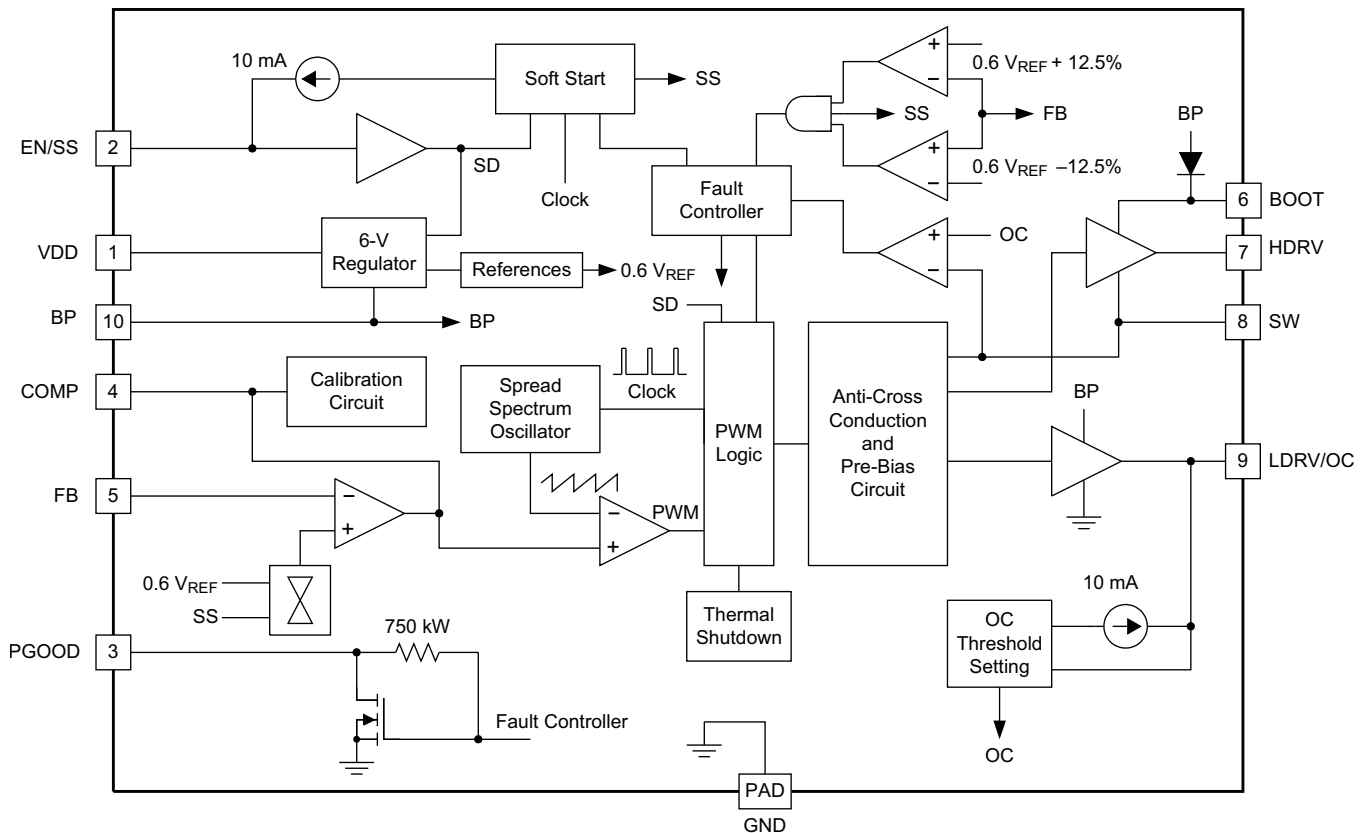 10 mA
Soft Start
SS
0.6 VREF + 12.5%
+
−
SS
FB
BP
EN/SS
2
SD
Clock
+
−
0.6 VREF −12.5%
Fault
Controller
6
BOOT
VDD
1
6-V
Regulator
References
0.6 VREF
+
−
OC
7
HDRV
SD
BP
10
BP
8
SW
COMP
4
Calibration
Circuit
Spread
Spectrum
Oscillator
Clock
PWM
Logic
Anti-Cross
Conduction
and
Pre-Bias
Circuit
BP
9
LDRV/OC
FB
5
−
+
−
+
PWM
0.6 VREF
SS
Thermal
Shutdown
10 mA
OC
Threshold
Setting
PGOOD
3
750 kW
Fault Controller
OC
PAD
GND